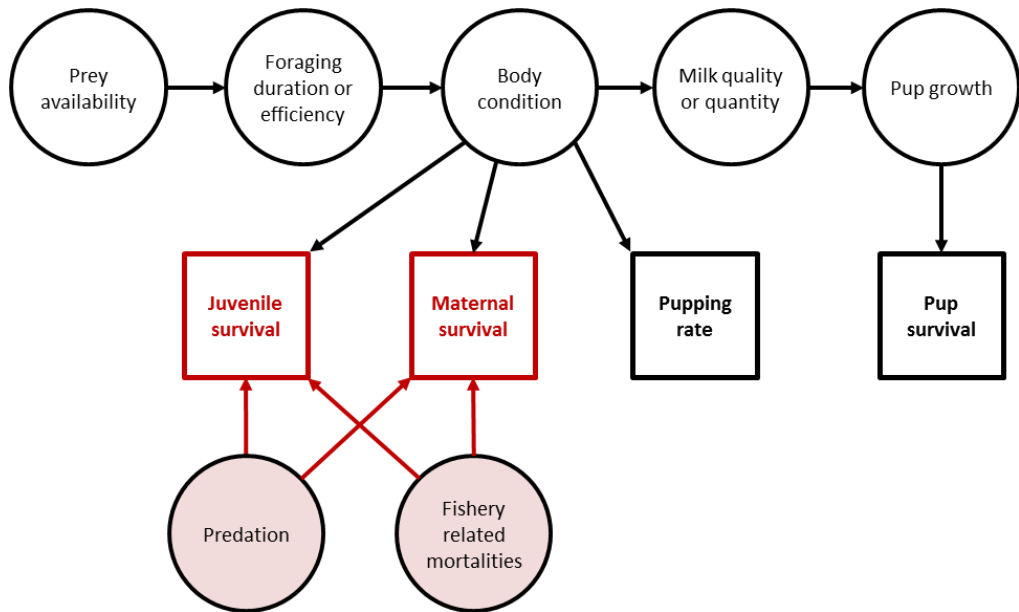 Prey
availability
Foraging
duration or
efficiency
Body
condition
Milk quality
or quantity
Pup growth
Juvenile
survival
Maternal
survival
Pupping
rate
Pup
survival
Predation
Fishery
related
mortalities